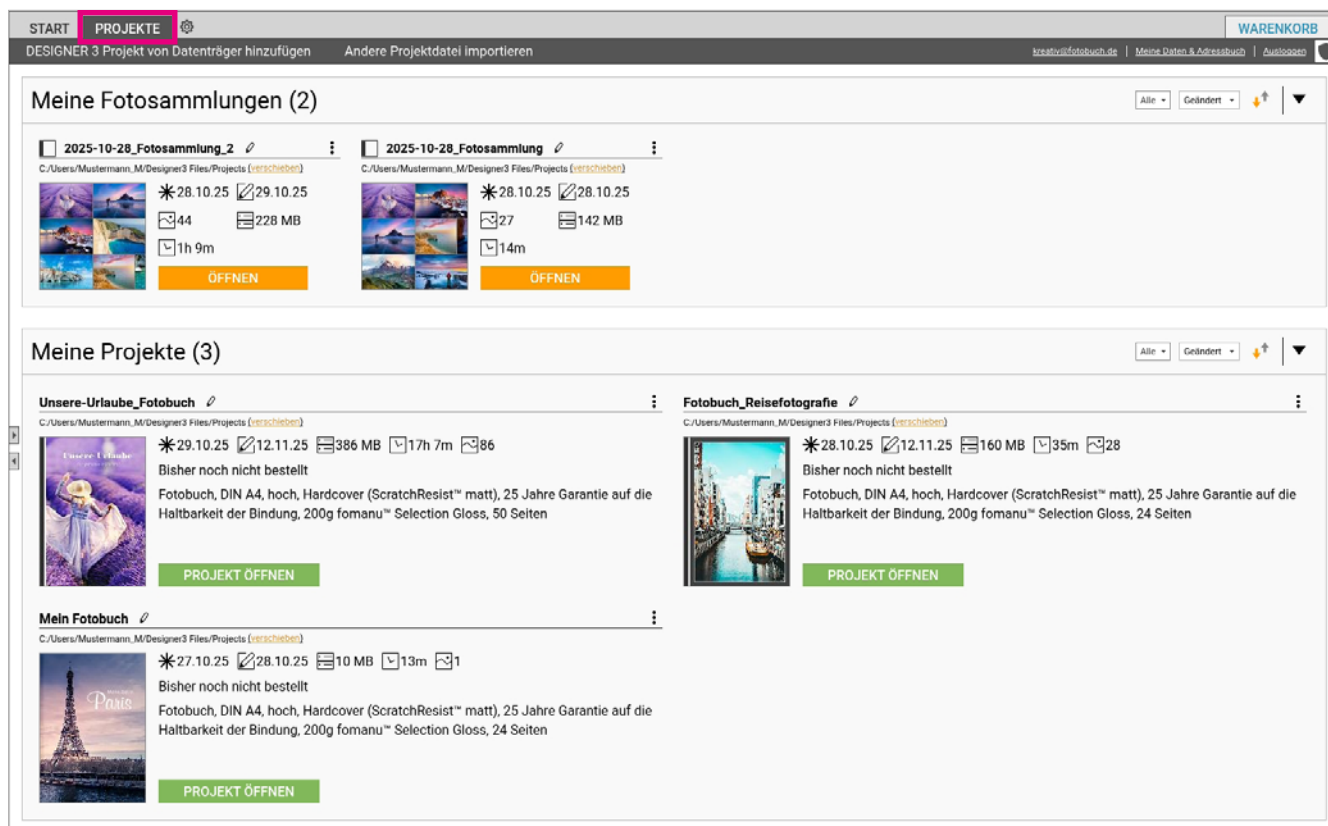 START PROJEKTE WARENKORB
DESIGNER 3 Projekt von Datenträger hinzufügen Andere Projektdatei importieren kreativ@fotobuch.de | Meine Daten & Adressbuch | Ausloggen
Meine Fotosammlungen (2) Alle Geändert
2025-10-28_Fotosammlung_2 2025-10-28_Fotosammlung
C:/Users/Mustermann_M/Designer3 Files/Projects (verschieben) C:/Users/Mustermann_M/Designer3 Files/Projects (verschieben)
28.10.25 29.10.25 28.10.25 28.10.25
44 228 MB 27 142 MB
1h 9m 14m
ÖFFNEN ÖFFNEN
Meine Projekte (3) Alle Geändert
Unsere-Urlaube_Fotobuch
C:/Users/Mustermann_M/Designer3 Files/Projects (verschieben)
Unsere Urlaube
29.10.25 12.11.25 386 MB 17h 7m 86
Bisher noch nicht bestellt
Fotobuch, DIN A4, hoch, Hardcover (ScratchResist™ matt), 25 Jahre Garantie auf die
Haltbarkeit der Bindung, 200g fomanu™ Selection Gloss, 50 Seiten
PROJEKT ÖFFNEN
Fotobuch_Reisefotografie
C:/Users/Mustermann_M/Designer3 Files/Projects (verschieben)
28.10.25 12.11.25 160 MB 35m 28
Bisher noch nicht bestellt
Fotobuch, DIN A4, hoch, Hardcover (ScratchResist™ matt), 25 Jahre Garantie auf die
Haltbarkeit der Bindung, 200g fomanu™ Selection Gloss, 24 Seiten
PROJEKT ÖFFNEN
Mein Fotobuch
C:/Users/Mustermann_M/Designer3 Files/Projects (verschieben)
Paris
27.10.25 28.10.25 10 MB 13m 1
Bisher noch nicht bestellt
Fotobuch, DIN A4, hoch, Hardcover (ScratchResist™ matt), 25 Jahre Garantie auf die
Haltbarkeit der Bindung, 200g fomanu™ Selection Gloss, 24 Seiten
PROJEKT ÖFFNEN